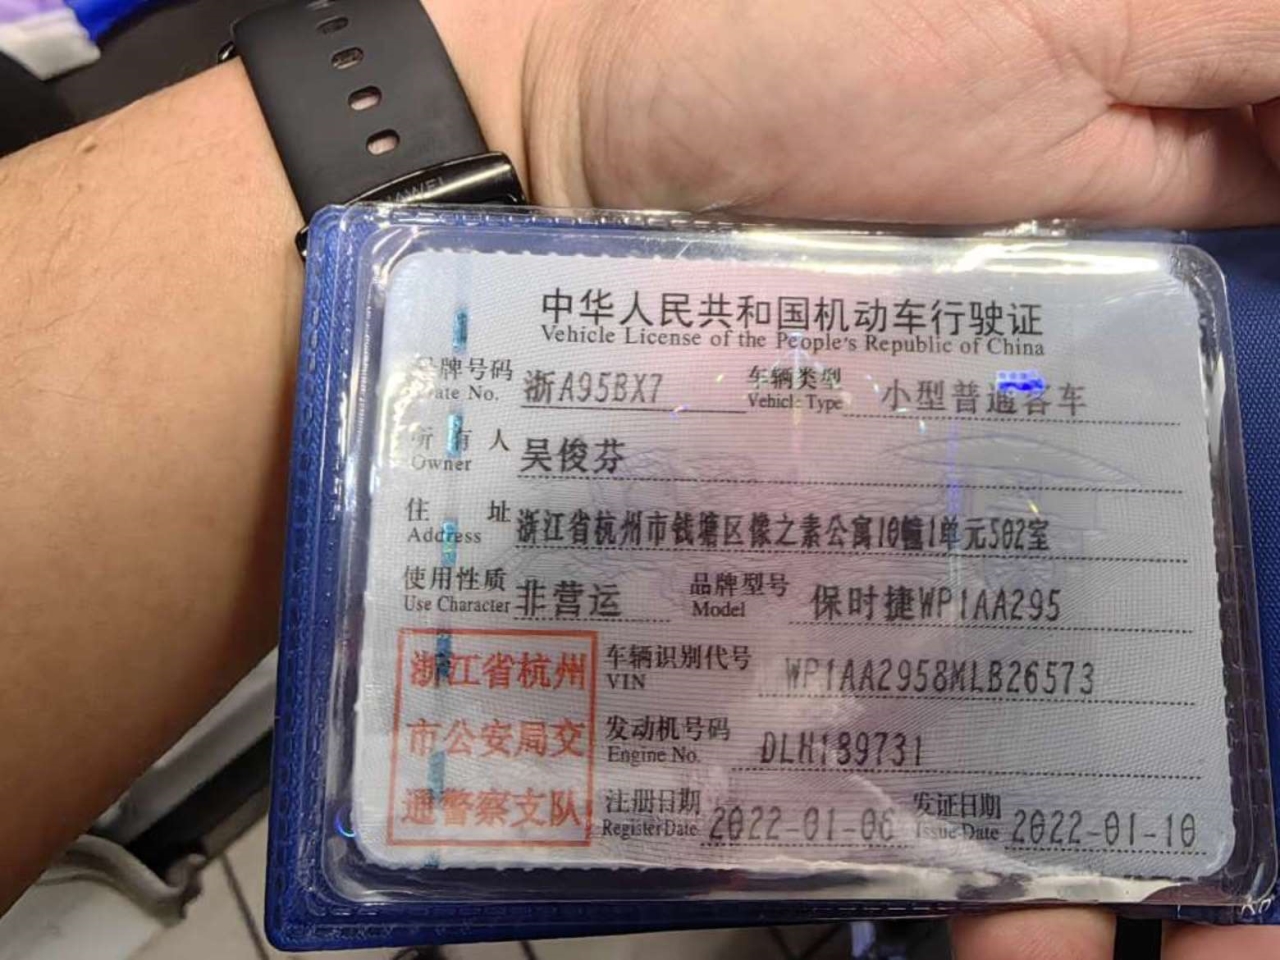 中华人民共和国机动车行驶证
Vehicle License of the People's Republic of China
号牌号码 浙A95BX7 车辆类型 小型普通客车
Plate No. Vehicle Type
所有人 吴俊芬
Owner
住址 浙江省杭州市钱塘区像之素公寓10幢1单元502室
Address
使用性质 非营运 品牌型号 保时捷WP1AA295
Use Character Model
浙江省杭州
市公安局交
通警察支队
车辆识别代号 WP1AA2958MLB26573
VIN
发动机号码 DLH189731
Engine No.
注册日期 2022-01-06 发证日期 2022-01-10
Register Date Issue Date